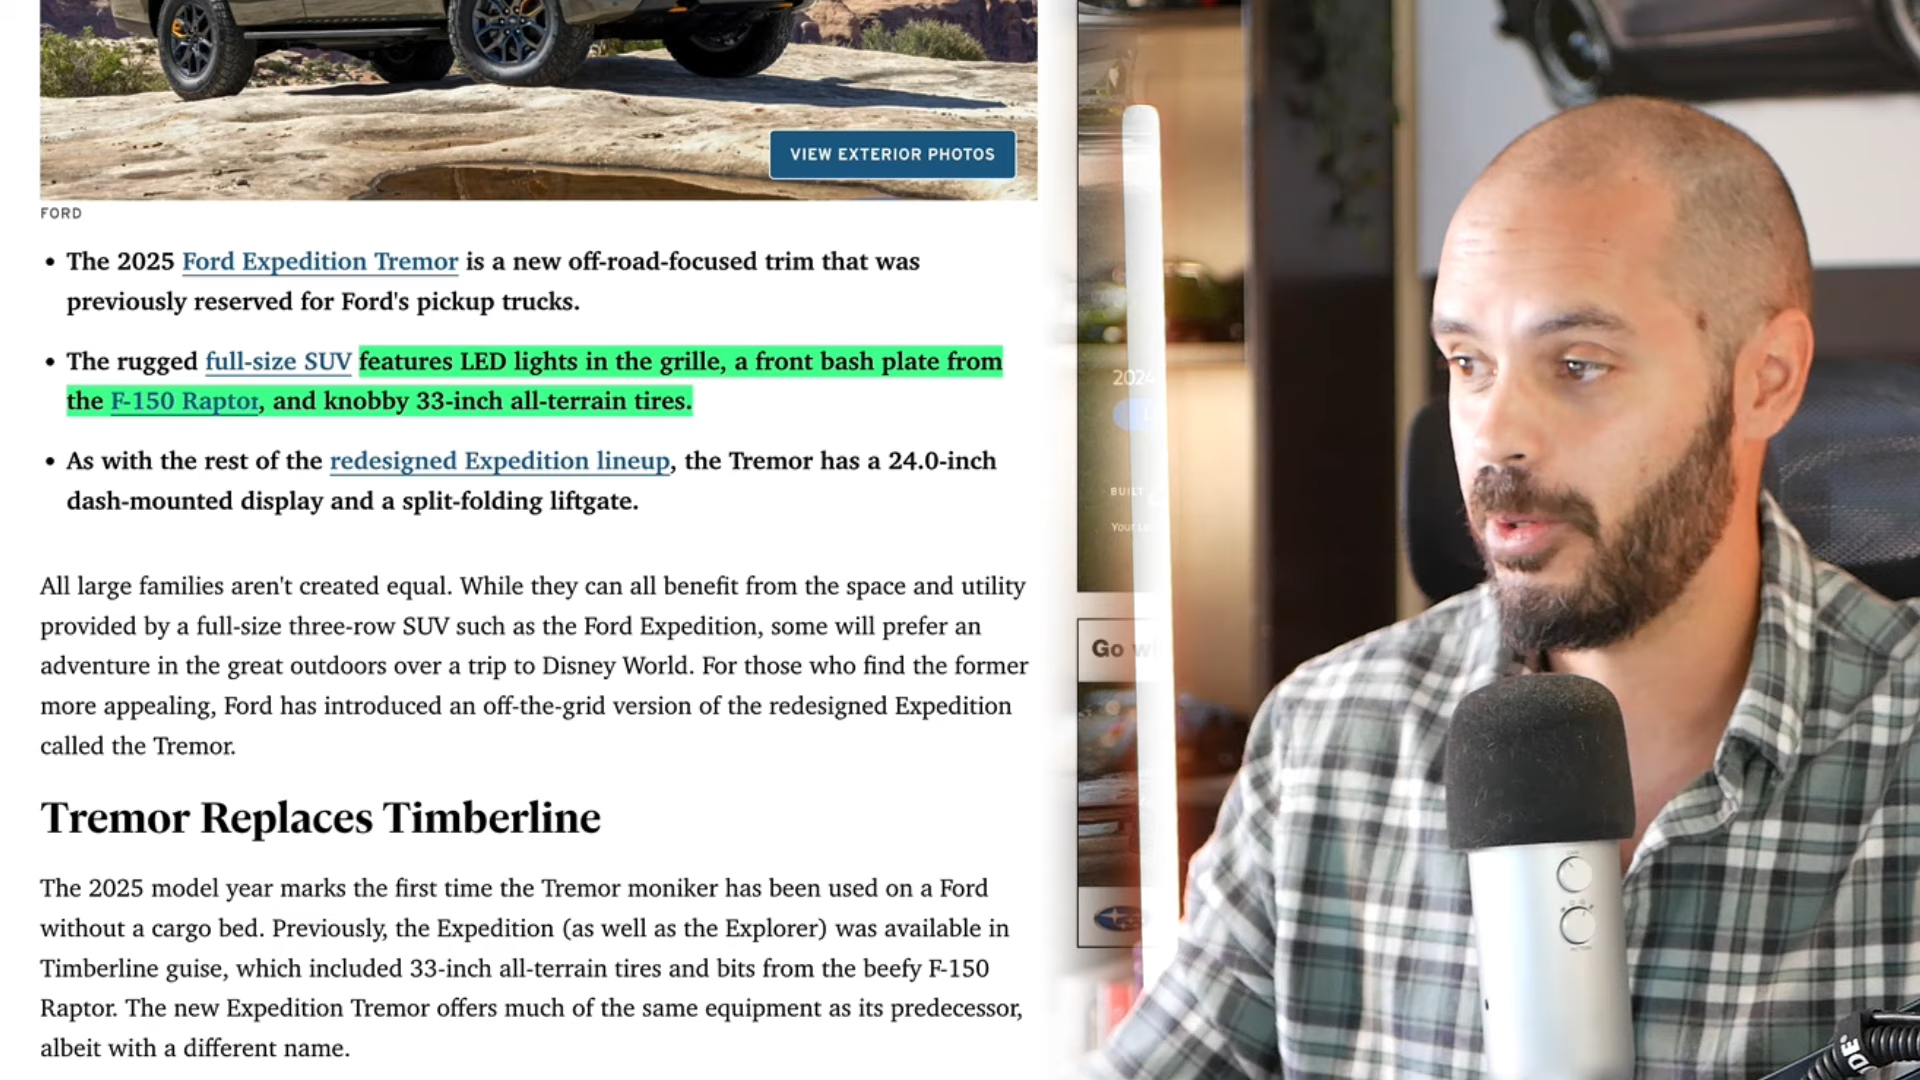 VIEW EXTERIOR PHOTOS
FORD
• The 2025 Ford Expedition Tremor is a new off-road-focused trim that was
previously reserved for Ford's pickup trucks.
• The rugged full-size SUV features LED lights in the grille, a front bash plate from
the F-150 Raptor, and knobby 33-inch all-terrain tires.
• As with the rest of the redesigned Expedition lineup, the Tremor has a 24.0-inch
dash-mounted display and a split-folding liftgate.
All large families aren't created equal. While they can all benefit from the space and utility
provided by a full-size three-row SUV such as the Ford Expedition, some will prefer an
adventure in the great outdoors over a trip to Disney World. For those who find the former
more appealing, Ford has introduced an off-the-grid version of the redesigned Expedition
called the Tremor.
Tremor Replaces Timberline
The 2025 model year marks the first time the Tremor moniker has been used on a Ford
without a cargo bed. Previously, the Expedition (as well as the Explorer) was available in
Timberline guise, which included 33-inch all-terrain tires and bits from the beefy F-150
Raptor. The new Expedition Tremor offers much of the same equipment as its predecessor,
albeit with a different name.
2024
BUILT
Your
Go